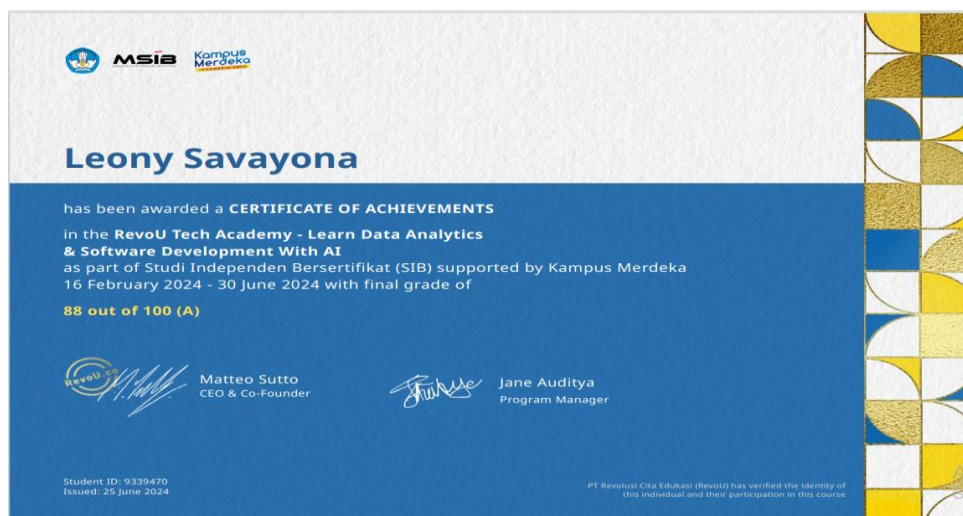 MSIB
Kampus
Merdeka
INDONESIA JAYA
Leony Savayona
has been awarded a CERTIFICATE OF ACHIEVEMENTS
in the RevoU Tech Academy - Learn Data Analytics
& Software Development With AI
as part of Studi Independen Bersertifikat (SIB) supported by Kampus Merdeka
16 February 2024 - 30 June 2024 with final grade of
88 out of 100 (A)
RevoU.co
Matteo Sutto
CEO & Co-Founder
Jane Auditya
Program Manager
Student ID: 9339470
Issued: 25 June 2024
PT Revolusi Cita Edukasi (RevoU) has verified the identity of
this individual and their participation in this course